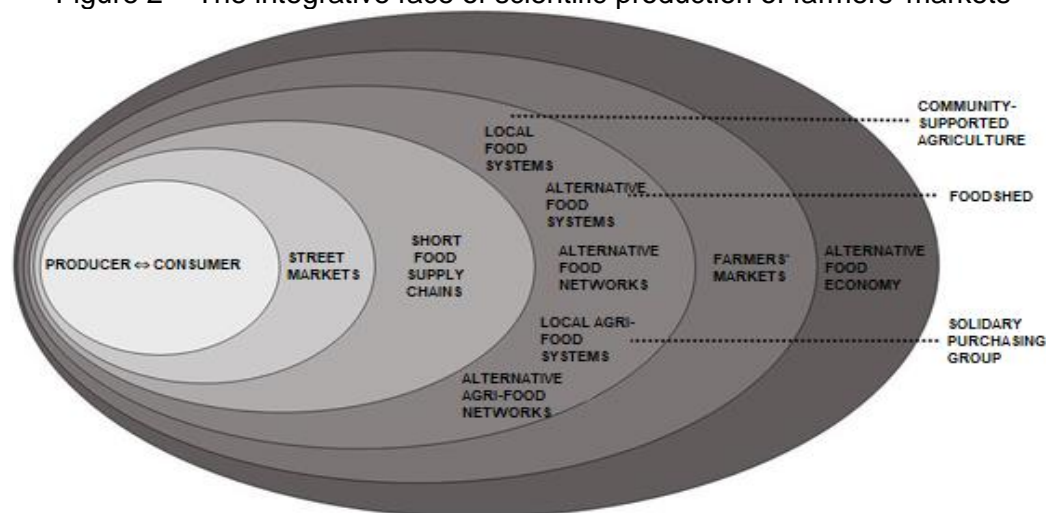 Figure 2 – The integrative face of scientific production of farmers' markets
COMMUNITY-
SUPPORTED
AGRICULTURE
LOCAL
FOOD
SYSTEMS
ALTERNATIVE
FOOD
SYSTEMS
FOODSHED
PRODUCER ⇔ CONSUMER
STREET
MARKETS
SHORT
FOOD
SUPPLY
CHAINS
ALTERNATIVE
FOOD
NETWORKS
FARMERS'
MARKETS
ALTERNATIVE
FOOD
ECONOMY
LOCAL AGRI-
FOOD
SYSTEMS
SOLIDARY
PURCHASING
GROUP
ALTERNATIVE
AGRI-FOOD
NETWORKS